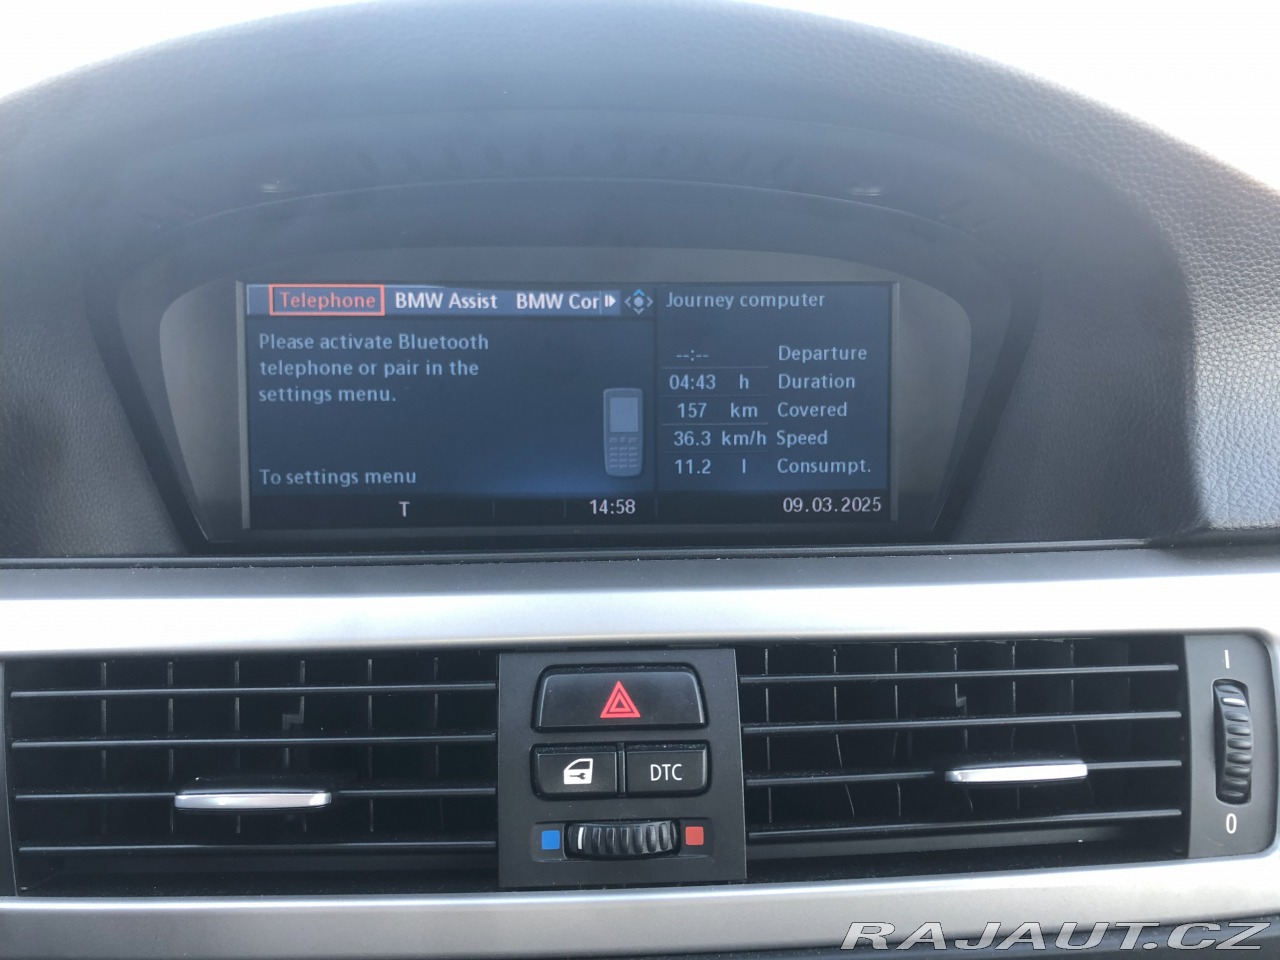 Telephone BMW Assist BMW Cor
Please activate Bluetooth
telephone or pair in the
settings menu.
To settings menu
T 14:58
Journey computer
--:-- Departure
04:43 h Duration
157 km Covered
36.3 km/h Speed
11.2 l Consumpt.
09.03.2025
DTC
I
0
RAJAUT.CZ